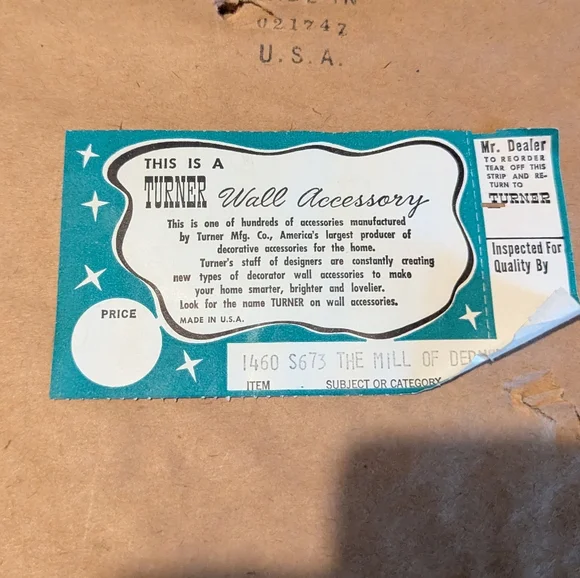 021747
U.S.A.
THIS IS A
TURNER Wall Accessory
This is one of hundreds of accessories manufactured
by Turner Mfg. Co., America's largest producer of
decorative accessories for the home.
Turner's staff of designers are constantly creating
new types of decorator wall accessories to make
your home smarter, brighter and lovelier.
Look for the name TURNER on wall accessories.
MADE IN U.S.A.
PRICE
1460 S673 THE MILL OF
ITEM SUBJECT OR CATEGORY
Mr. Dealer
TO REORDER
TEAR OFF THIS
STRIP AND RE-
TURN TO
TURNER
Inspected For
Quality By